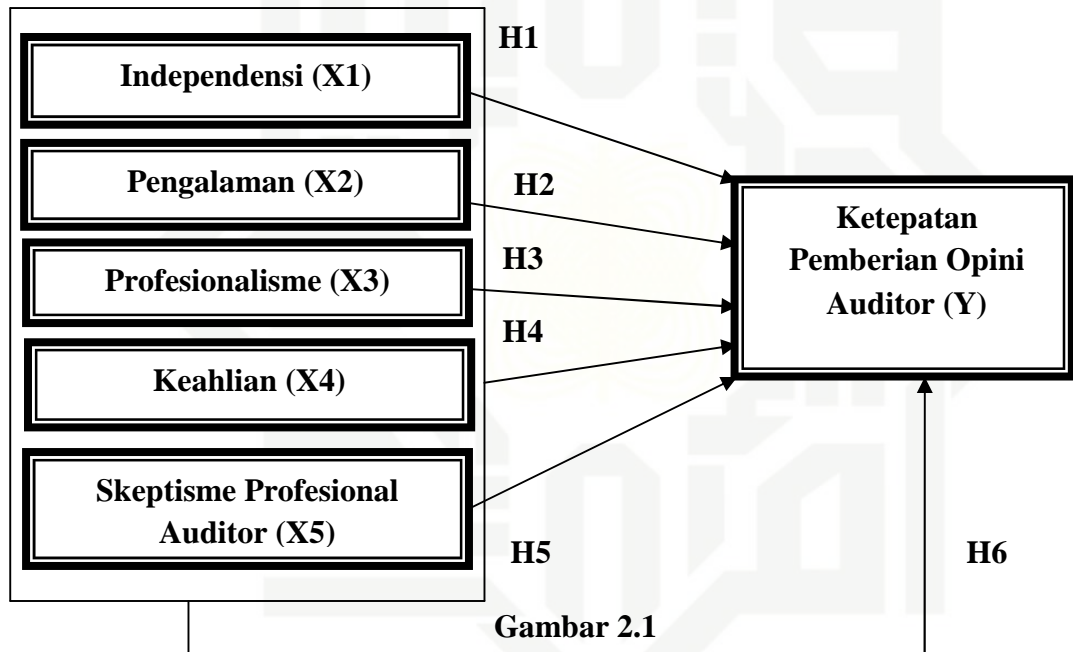 H1
Independensi (X1)
Pengalaman (X2)
H2
Ketepatan
Pemberian Opini
Auditor (Y)
H3
Profesionalisme (X3)
H4
Keahlian (X4)
Skeptisme Profesional
Auditor (X5)
H5
H6
Gambar 2.1